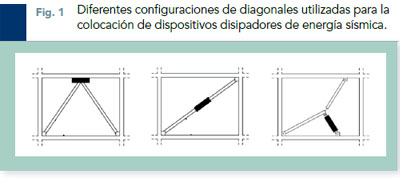 Fig. 1 Diferentes configuraciones de diagonales utilizadas para la
colocación de dispositivos disipadores de energía sísmica.